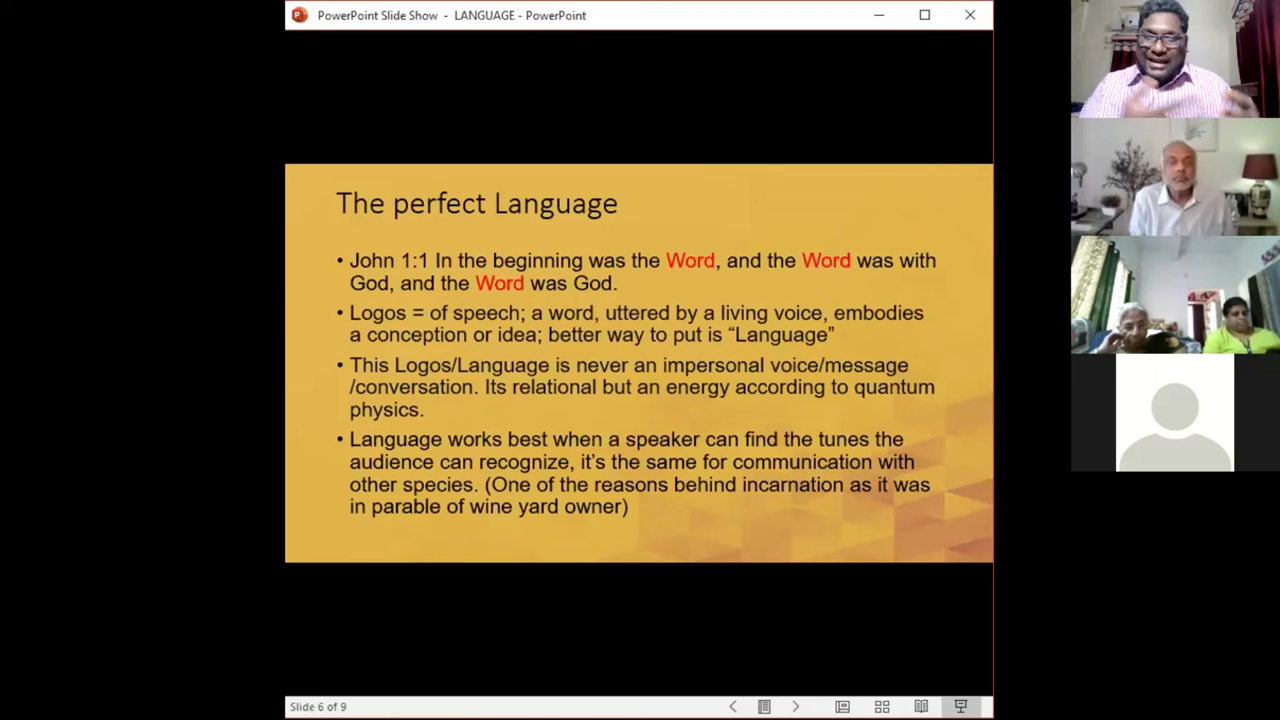 PowerPoint Slide Show - LANGUAGE - PowerPoint
The perfect Language
• John 1:1 In the beginning was the Word, and the Word was with
God, and the Word was God.
• Logos = of speech; a word, uttered by a living voice, embodies
a conception or idea; better way to put is “Language”
• This Logos/Language is never an impersonal voice/message
/conversation. Its relational but an energy according to quantum
physics.
• Language works best when a speaker can find the tunes the
audience can recognize, it’s the same for communication with
other species. (One of the reasons behind incarnation as it was
in parable of wine yard owner)
Slide 6 of 9